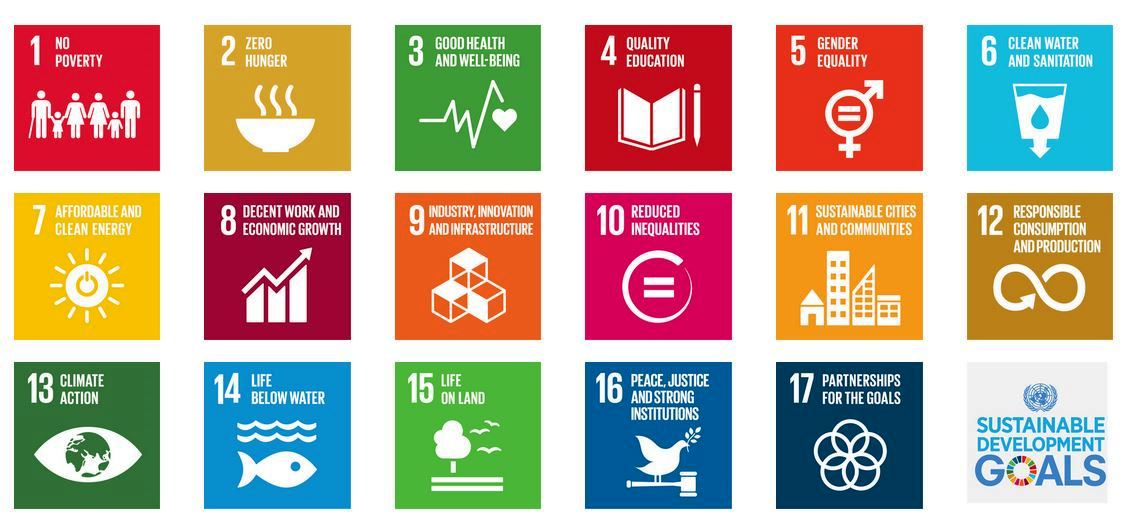 1 NO
POVERTY
2 ZERO
HUNGER
3 GOOD HEALTH
AND WELL-BEING
4 QUALITY
EDUCATION
5 GENDER
EQUALITY
6 CLEAN WATER
AND SANITATION
7 AFFORDABLE AND
CLEAN ENERGY
8 DECENT WORK AND
ECONOMIC GROWTH
9 INDUSTRY, INNOVATION
AND INFRASTRUCTURE
10 REDUCED
INEQUALITIES
11 SUSTAINABLE CITIES
AND COMMUNITIES
12 RESPONSIBLE
CONSUMPTION
AND PRODUCTION
13 CLIMATE
ACTION
14 LIFE
BELOW WATER
15 LIFE
ON LAND
16 PEACE, JUSTICE
AND STRONG
INSTITUTIONS
17 PARTNERSHIPS
FOR THE GOALS
SUSTAINABLE
DEVELOPMENT
GOALS